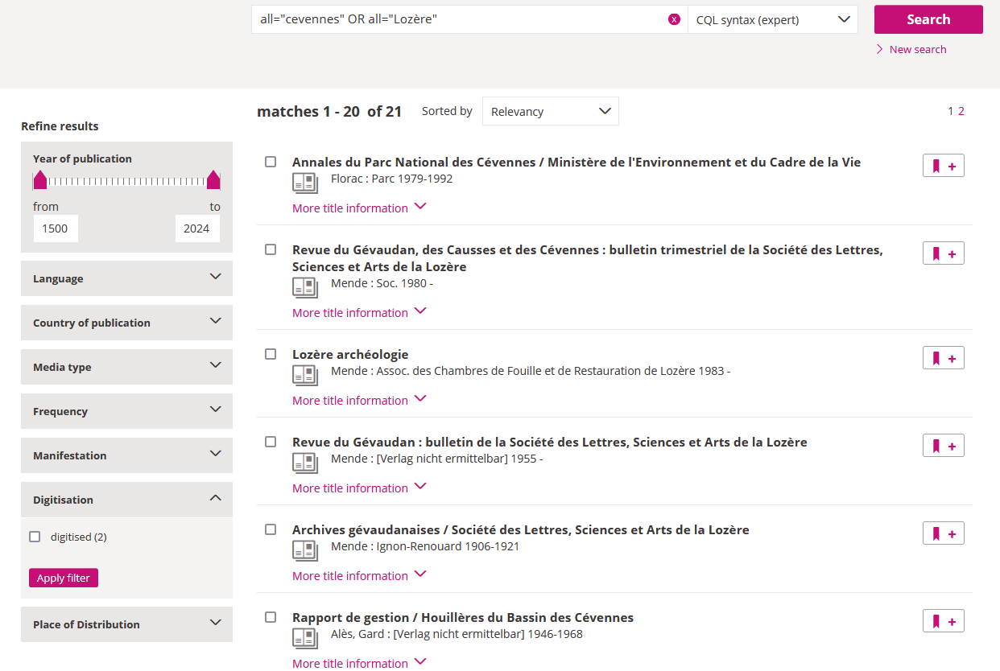 all="cevennes" OR all="Lozère"
x
CQL syntax (expert)
Search
New search
matches 1 - 20 of 21
Sorted by
Relevancy
1 2
Refine results
Year of publication
from
to
1500
2024
Language
Country of publication
Media type
Frequency
Manifestation
Digitisation
digitised (2)
Apply filter
Place of Distribution
Annales du Parc National des Cévennes / Ministère de l'Environnement et du Cadre de la Vie
Florac : Parc 1979-1992
More title information
Revue du Gévaudan, des Causses et des Cévennes : bulletin trimestriel de la Société des Lettres,
Sciences et Arts de la Lozère
Mende : Soc. 1980 -
More title information
Lozère archéologie
Mende : Assoc. des Chambres de Fouille et de Restauration de Lozère 1983 -
More title information
Revue du Gévaudan : bulletin de la Société des Lettres, Sciences et Arts de la Lozère
Mende : [Verlag nicht ermittelbar] 1955 -
More title information
Archives gévaudanaises / Société des Lettres, Sciences et Arts de la Lozère
Mende : Ignon-Renouard 1906-1921
More title information
Rapport de gestion / Houillères du Bassin des Cévennes
Alès, Gard : [Verlag nicht ermittelbar] 1946-1968
More title information